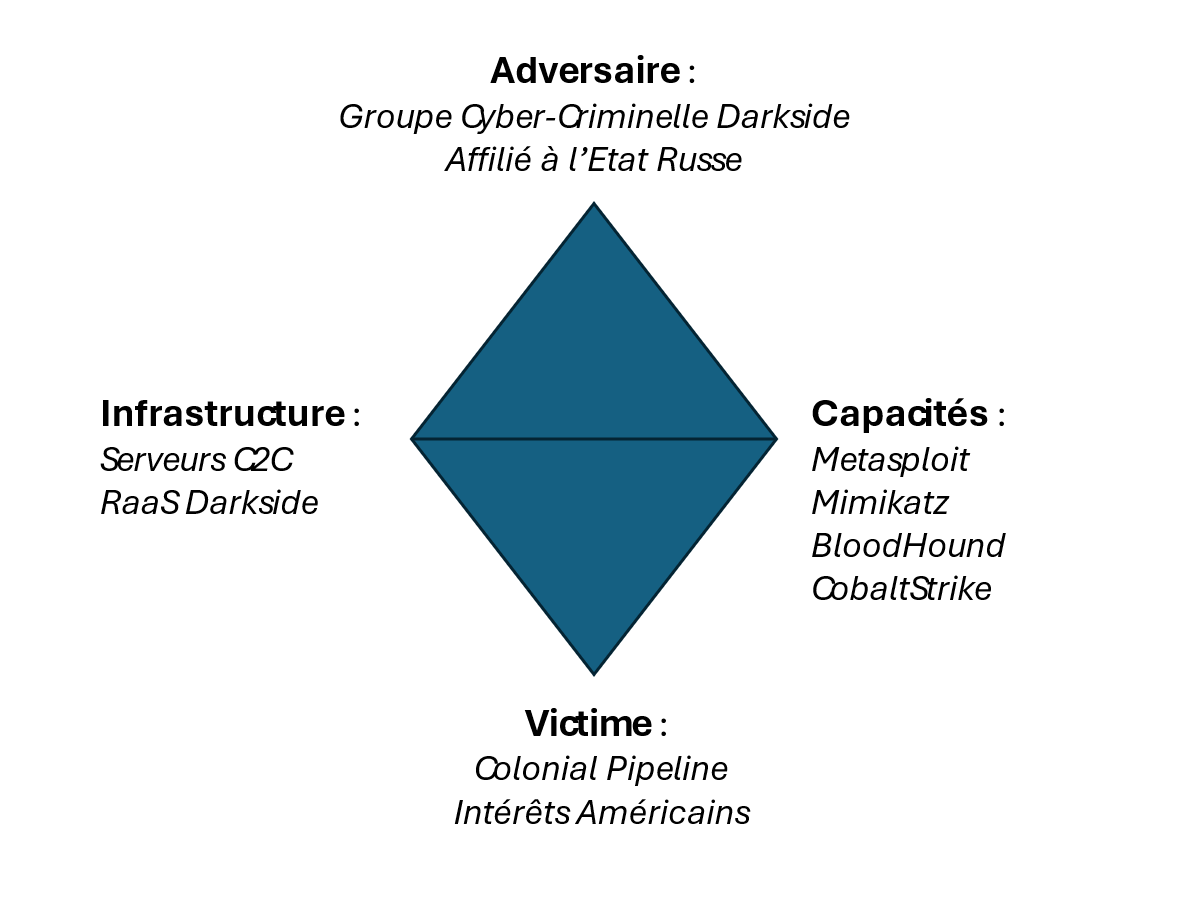 Adversaire :
Groupe Cyber-Criminelle Darkside
Affilié à l’Etat Russe
Infrastructure :
Serveurs C2C
RaaS Darkside
Capacités :
Metasploit
Mimikatz
BloodHound
CobaltStrike
Victime :
Colonial Pipeline
Intérêts Américains